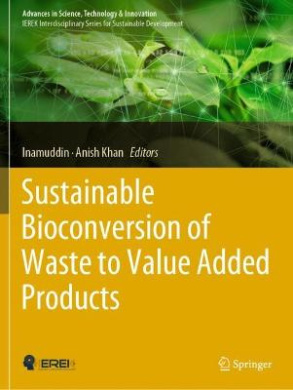 Advances in Science, Technology & Innovation
IEREK Interdisciplinary Series for Sustainable Development
Inamuddin · Anish Khan Editors
Sustainable
Bioconversion of
Waste to Value Added
Products
EREI
Springer